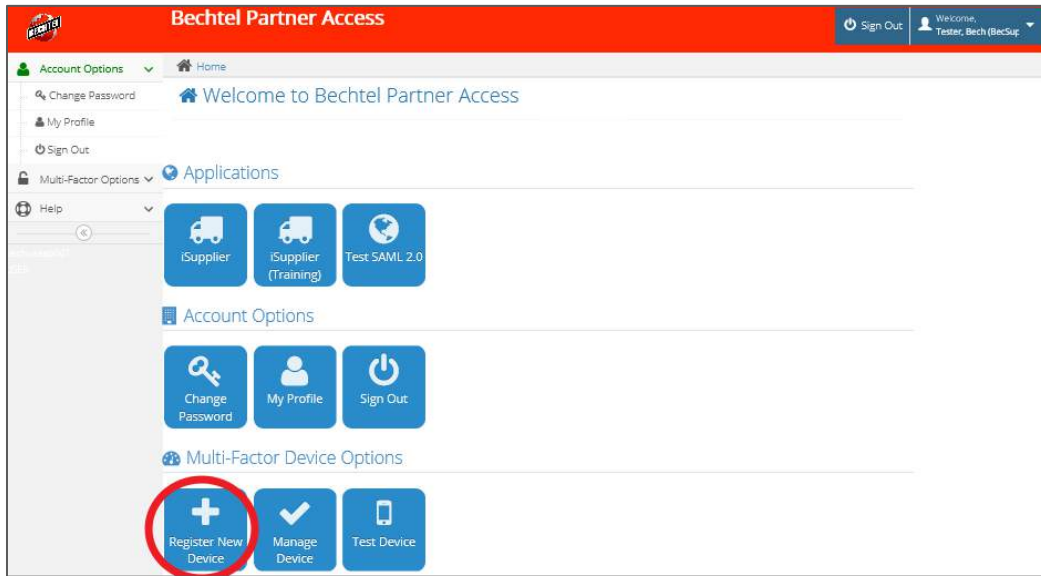 BECHTEL
Bechtel Partner Access
Sign Out
Welcome,
Tester, Bech (BecSup
Account Options
Home
Change Password
Welcome to Bechtel Partner Access
My Profile
Sign Out
Multi-Factor Options
Applications
Help
iSupplier
iSupplier
(Training)
Test SAML 2.0
Account Options
Change
Password
My Profile
Sign Out
Multi-Factor Device Options
Register New
Device
Manage
Device
Test Device